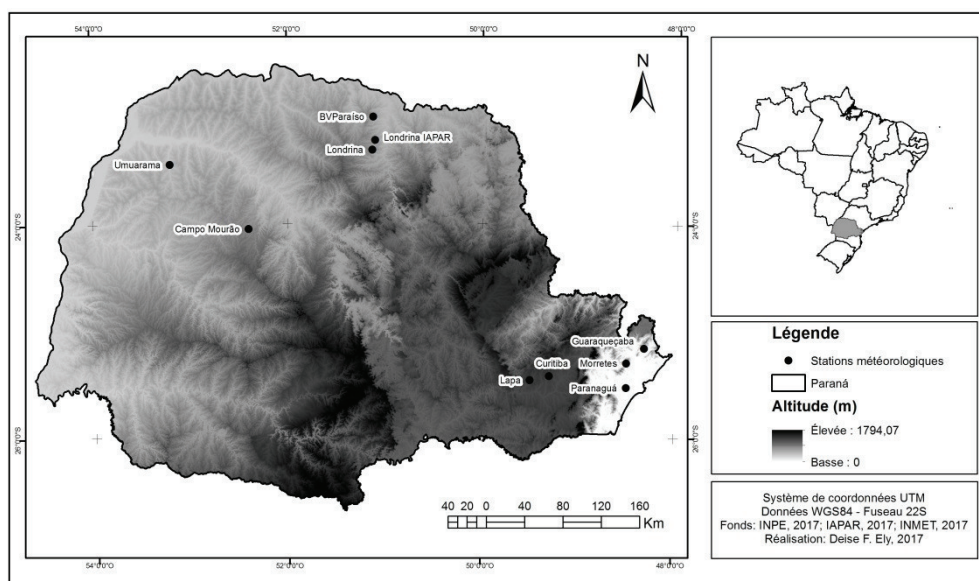 54°0'0"O 52°0'0"O 50°0'0"O 48°0'0"O
N
BVParaíso
Londrina IAPAR
Londrina
Umuarama
Campo Mourão
24°0'0"S
24°0'0"S
Guaraqueçaba
Curitiba
Morretes
Lapa
Paranaguá
26°0'0"S
26°0'0"S
40 20 0 40 80 120 160
Km
54°0'0"O 52°0'0"O 50°0'0"O 48°0'0"O
Légende
Stations météorologiques
Paraná
Altitude (m)
Élevée : 1794,07
Basse : 0
Système de coordonnées UTM
Données WGS84 - Fuseau 22S
Fonds: INPE, 2017; IAPAR, 2017; INMET, 2017
Réalisation: Deise F. Ely, 2017